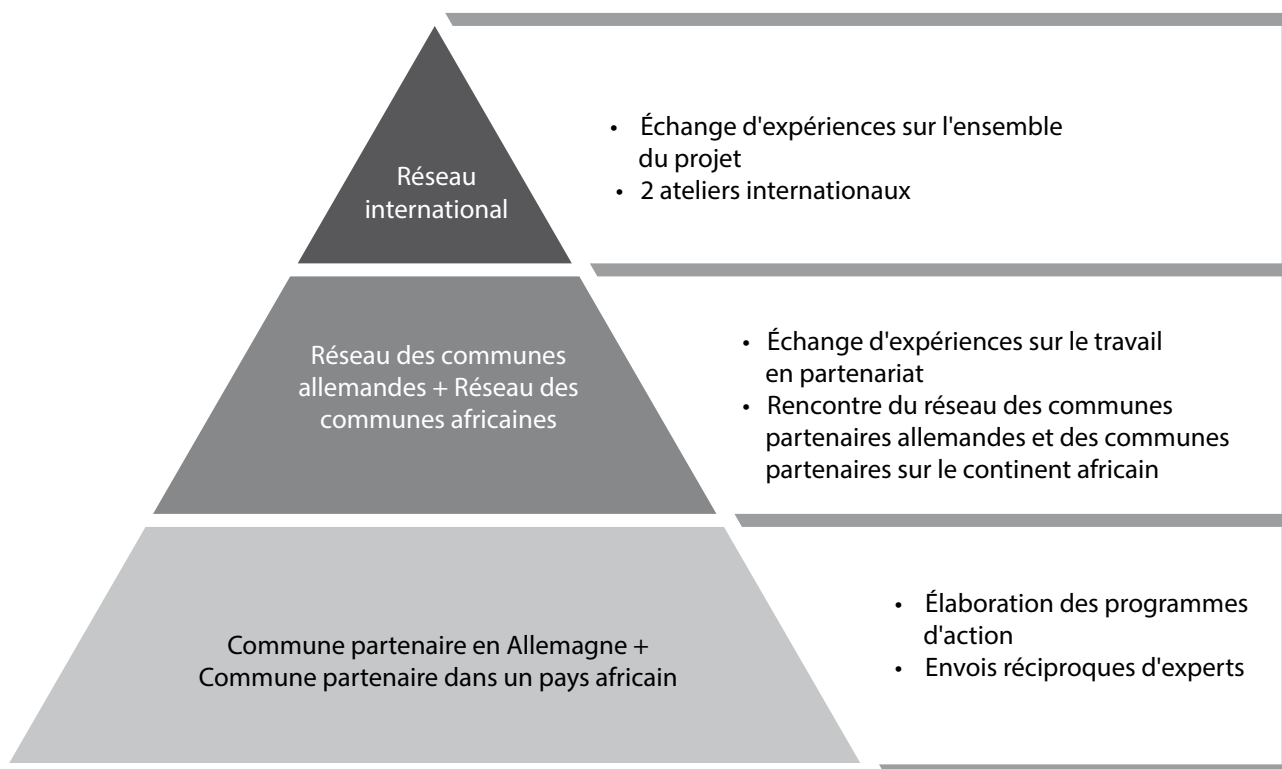 Réseau
international
• Échange d'expériences sur l'ensemble
du projet
• 2 ateliers internationaux
Réseau des communes
allemandes + Réseau des
communes africaines
• Échange d'expériences sur le travail
en partenariat
• Rencontre du réseau des communes
partenaires allemandes et des communes
partenaires sur le continent africain
Commune partenaire en Allemagne +
Commune partenaire dans un pays africain
• Élaboration des programmes
d'action
• Envois réciproques d'experts